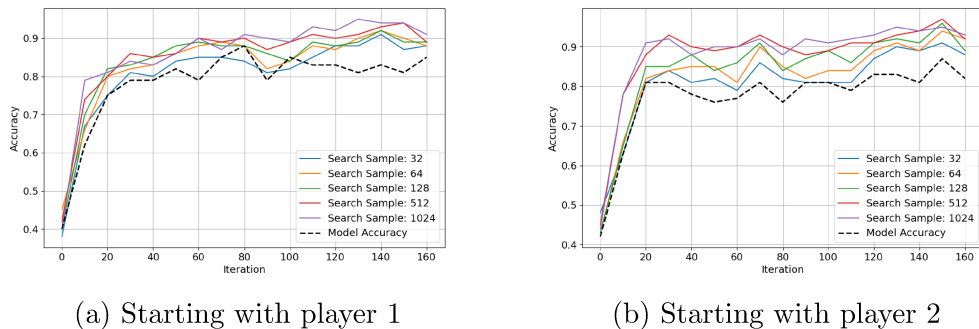 0.9
0.8
0.7
0.6
0.5
0.4
Accuracy
0 20 40 60 80 100 120 140 160
Iteration
Search Sample: 32
Search Sample: 64
Search Sample: 128
Search Sample: 512
Search Sample: 1024
Model Accuracy
(a) Starting with player 1
0.9
0.8
0.7
0.6
0.5
0.4
Accuracy
0 20 40 60 80 100 120 140 160
Iteration
Search Sample: 32
Search Sample: 64
Search Sample: 128
Search Sample: 512
Search Sample: 1024
Model Accuracy
(b) Starting with player 2